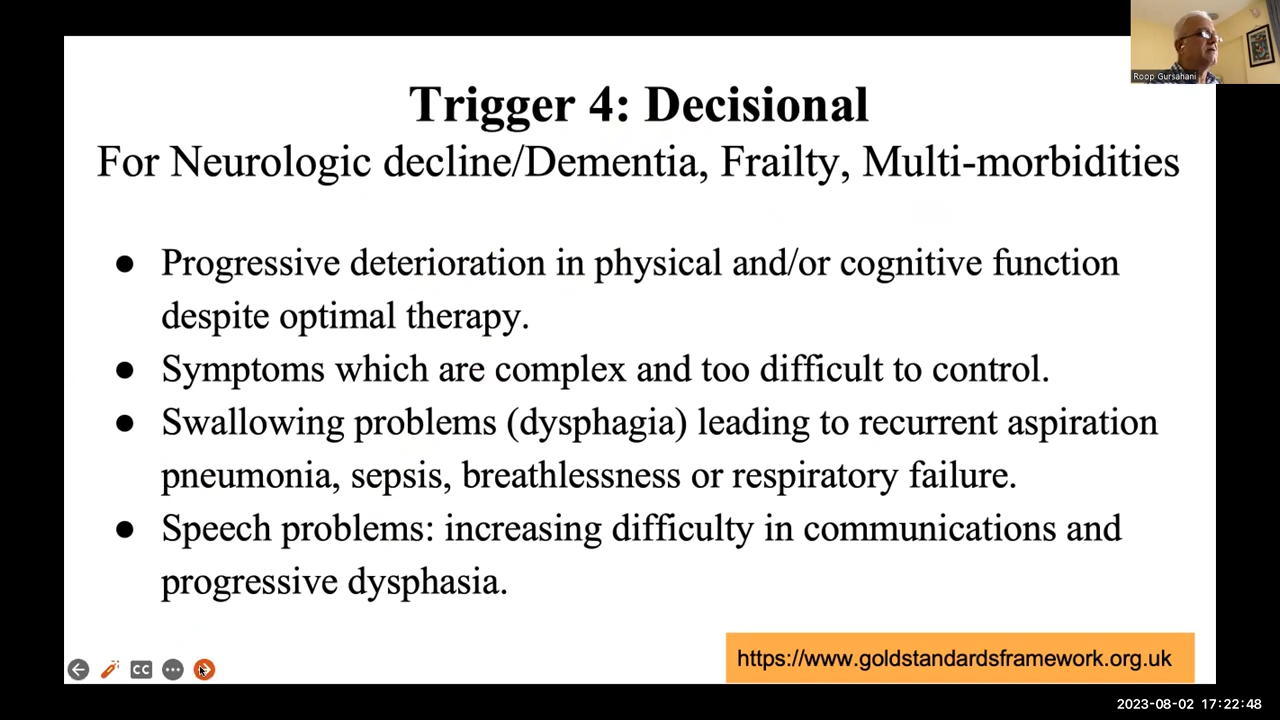 Roop Gursahani
Trigger 4: Decisional
For Neurologic decline/Dementia, Frailty, Multi-morbidities
● Progressive deterioration in physical and/or cognitive function
despite optimal therapy.
● Symptoms which are complex and too difficult to control.
● Swallowing problems (dysphagia) leading to recurrent aspiration
pneumonia, sepsis, breathlessness or respiratory failure.
● Speech problems: increasing difficulty in communications and
progressive dysphasia.
CC
https://www.goldstandardsframework.org.uk
2023-08-02 17:22:48